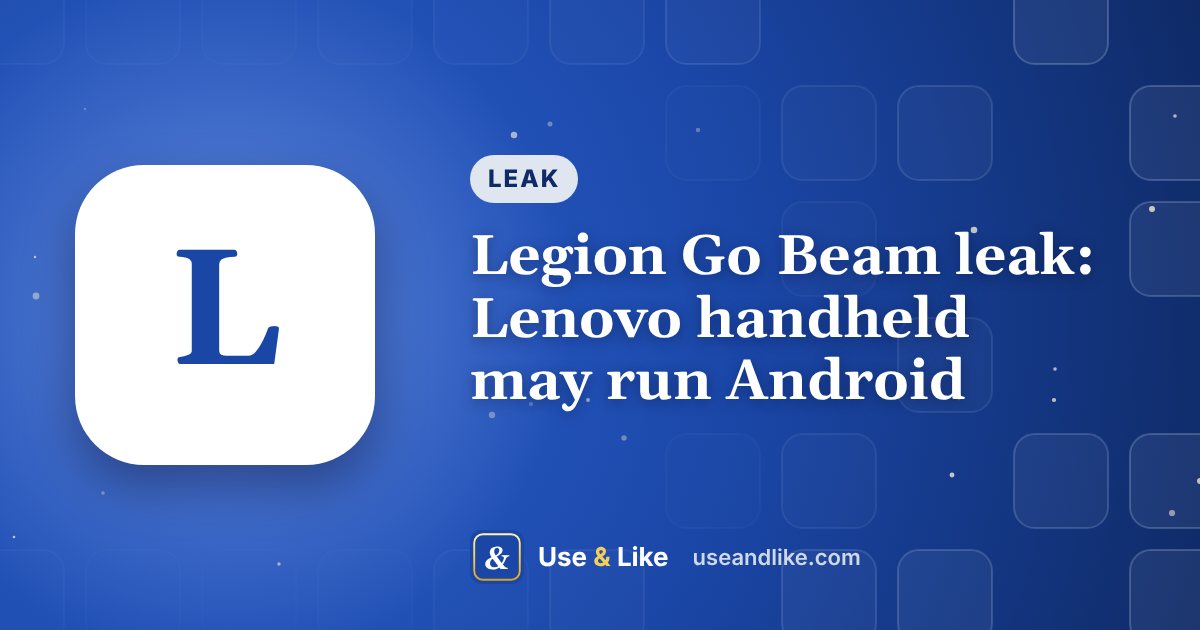 L
LEAK
Legion Go Beam leak:
Lenovo handheld
may run Android
& Use & Like useandlike.com